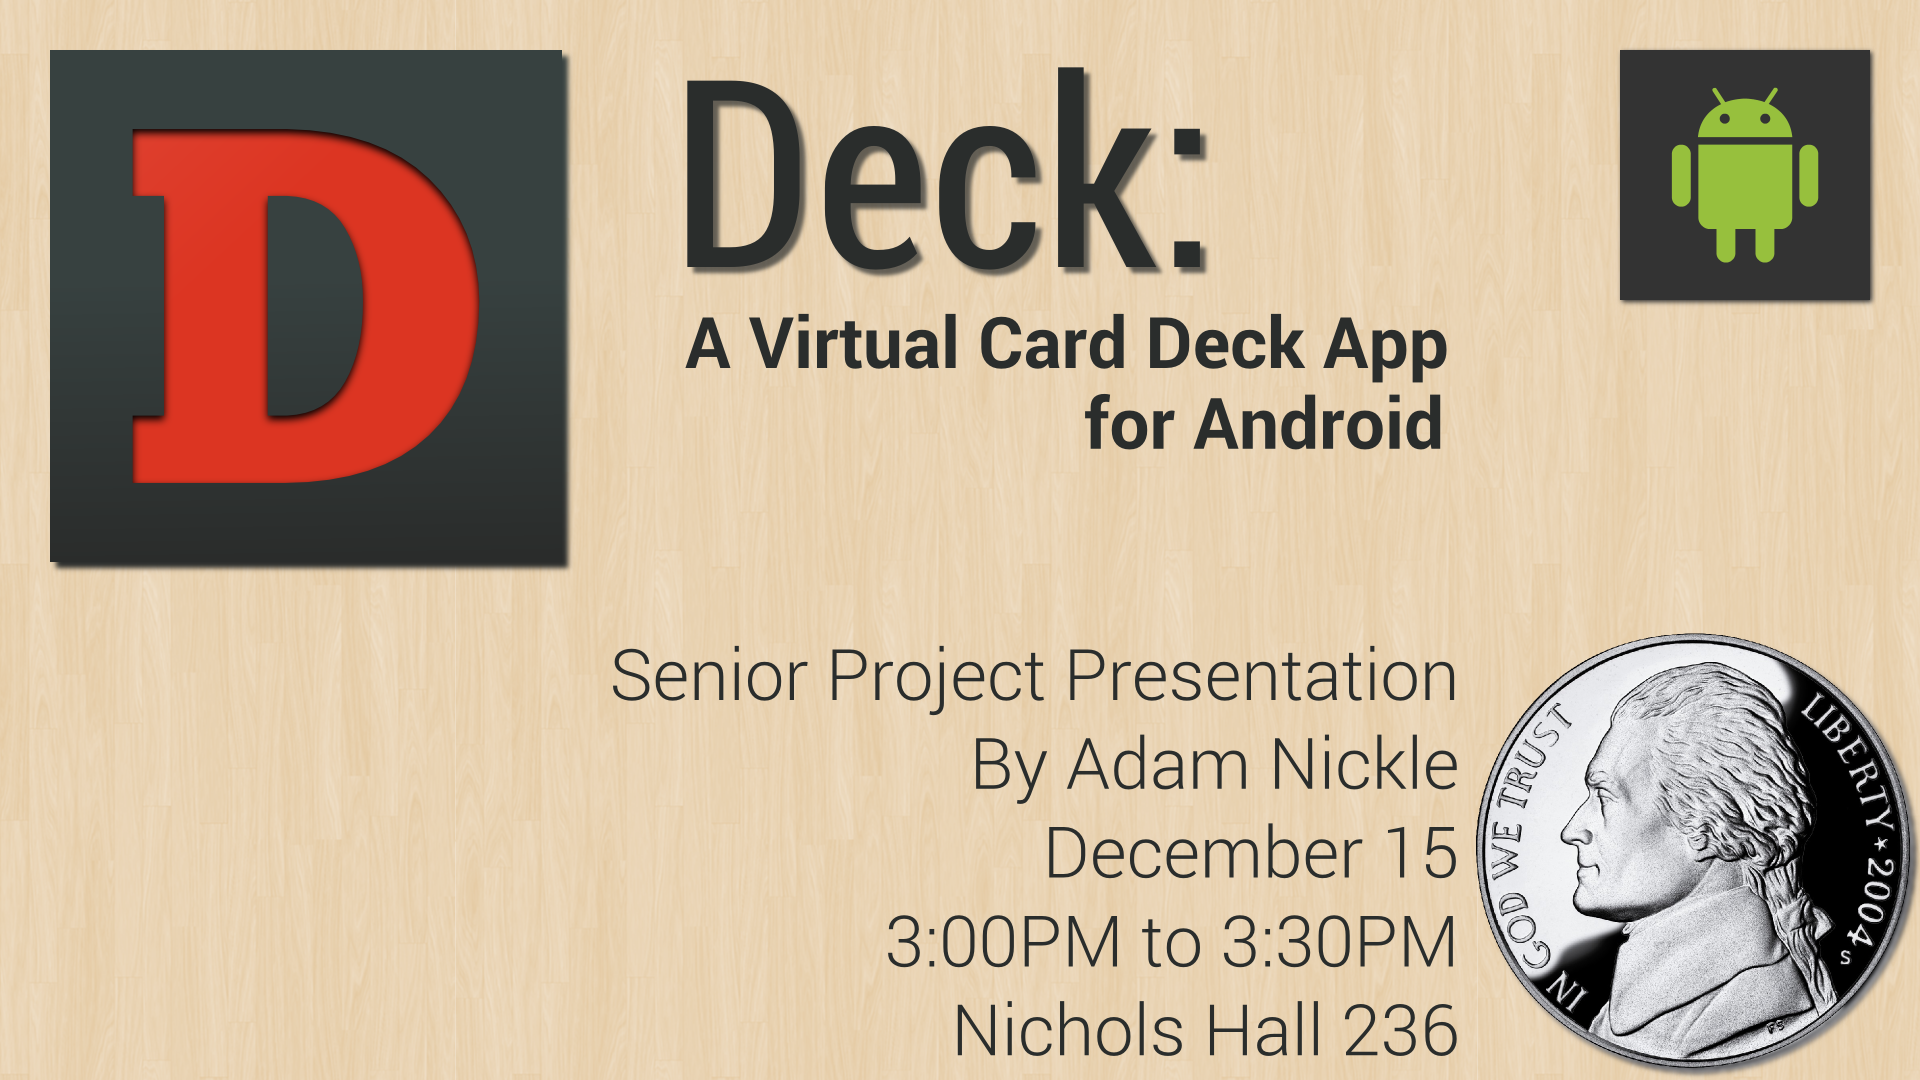 D
Deck:
A Virtual Card Deck App
for Android
Senior Project Presentation
By Adam Nickle
December 15
3:00PM to 3:30PM
Nichols Hall 236
IN GOD WE TRUST
LIBERTY ★ 2004
S
FS